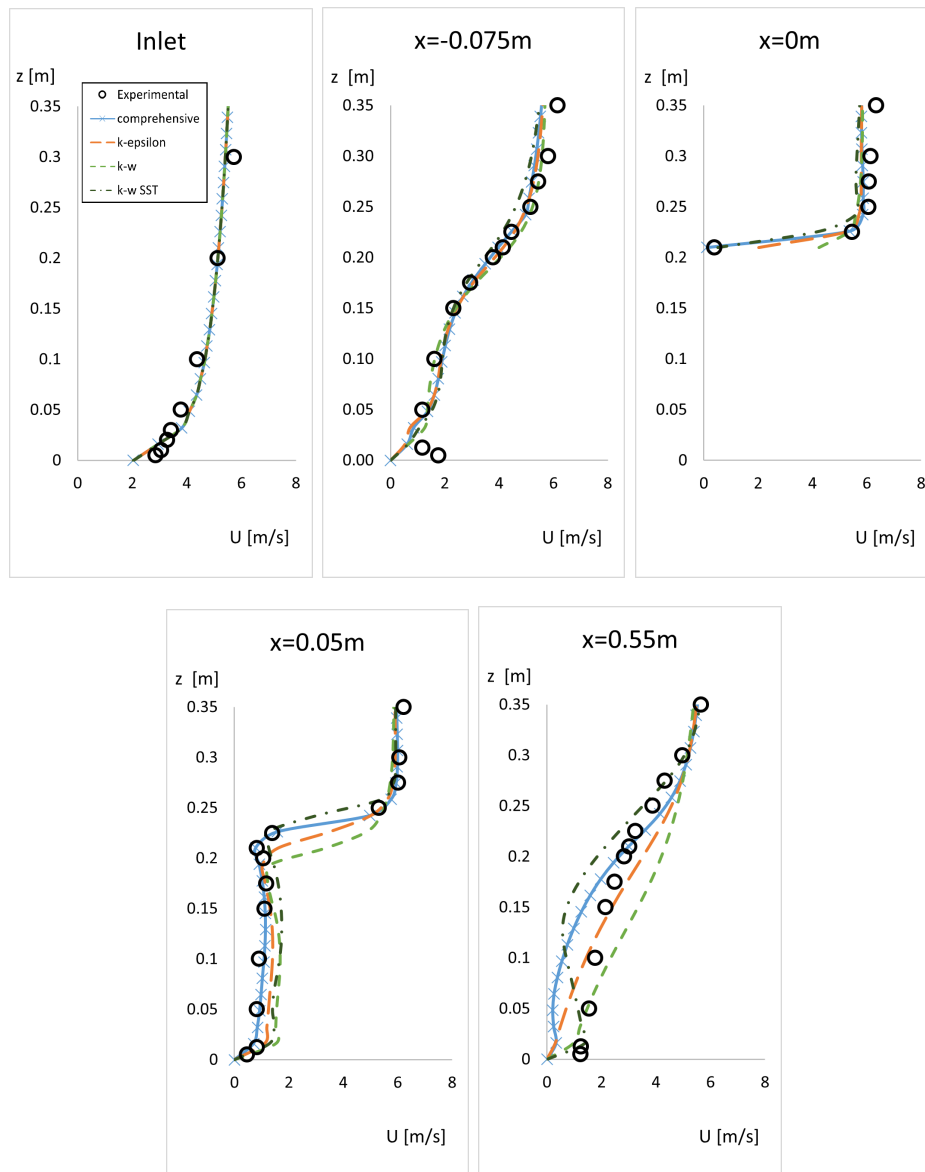 Inlet
z [m]
Experimental
comprehensive
k-epsilon
k-w
k-w SST
0.35
0.3
0.25
0.2
0.15
0.1
0.05
0
0 2 4 6 8
U [m/s]
x=-0.075m
z [m]
0.35
0.30
0.25
0.20
0.15
0.10
0.05
0.00
0 2 4 6 8
U [m/s]
x=0m
z [m]
0.35
0.3
0.25
0.2
0.15
0.1
0.05
0
0 2 4 6 8
U [m/s]
x=0.05m
z [m]
0.35
0.3
0.25
0.2
0.15
0.1
0.05
0
0 2 4 6 8
U [m/s]
x=0.55m
z [m]
0.35
0.3
0.25
0.2
0.15
0.1
0.05
0
0 2 4 6 8
U [m/s]